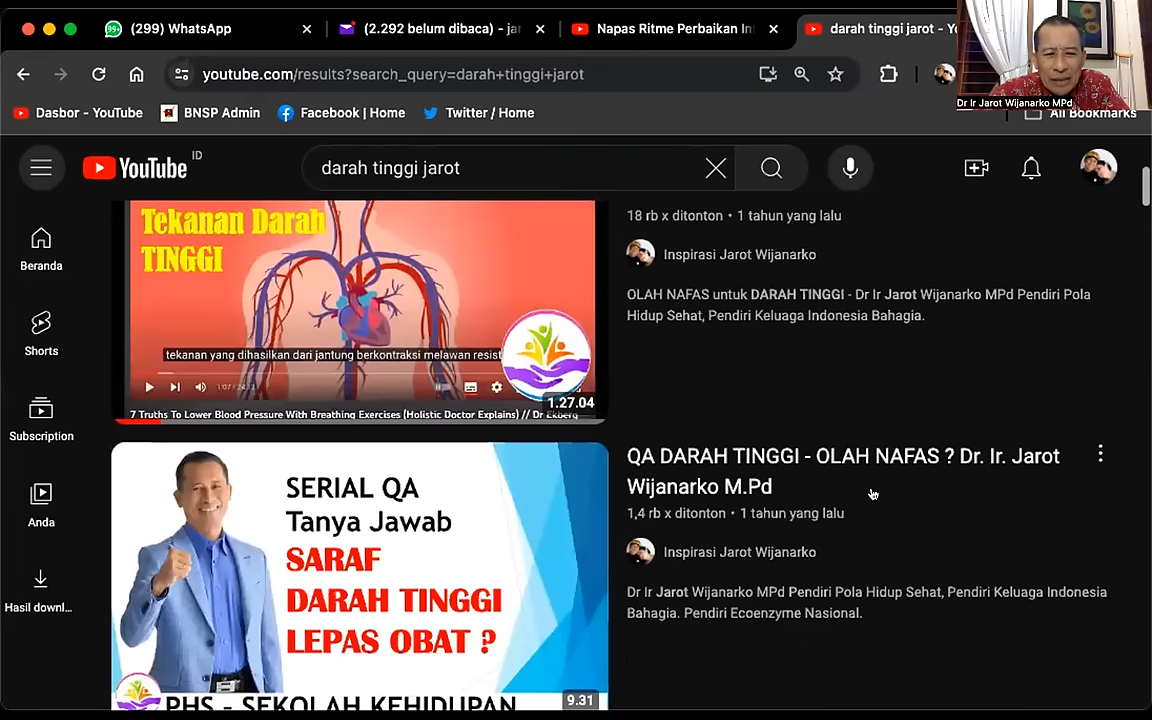 (299) WhatsApp
(2.292 belum dibaca) - jar
Napas Ritme Perbaikan Int
darah tinggi jarot - Yo
youtube.com/results?search_query=darah+tinggi+jarot
Dr Ir Jarot Wijanarko MPd
Dasbor - YouTube
BNSP Admin
Facebook | Home
Twitter / Home
All Bookmarks
YouTube ID
darah tinggi jarot
Beranda
Shorts
Subscription
Anda
Hasil downl...
Tekanan Darah
TINGGI
tekanan yang dihasilkan dari jantung berkontraksi melawan resist
7 Truths To Lower Blood Pressure With Breathing Exercises (Holistic Doctor Explains) // Dr Ekberg
1.27.04
18 rb x ditonton • 1 tahun yang lalu
Inspirasi Jarot Wijanarko
OLAH NAFAS untuk DARAH TINGGI - Dr Ir Jarot Wijanarko MPd Pendiri Pola
Hidup Sehat, Pendiri Keluaga Indonesia Bahagia.
SERIAL QA
Tanya Jawab
SARAF
DARAH TINGGI
LEPAS OBAT ?
PHS - SEKOLAH KEHIDUPAN
9.31
QA DARAH TINGGI - OLAH NAFAS ? Dr. Ir. Jarot
Wijanarko M.Pd
1,4 rb x ditonton • 1 tahun yang lalu
Inspirasi Jarot Wijanarko
Dr Ir Jarot Wijanarko MPd Pendiri Pola Hidup Sehat, Pendiri Keluarga Indonesia
Bahagia. Pendiri Ecoenzyme Nasional.